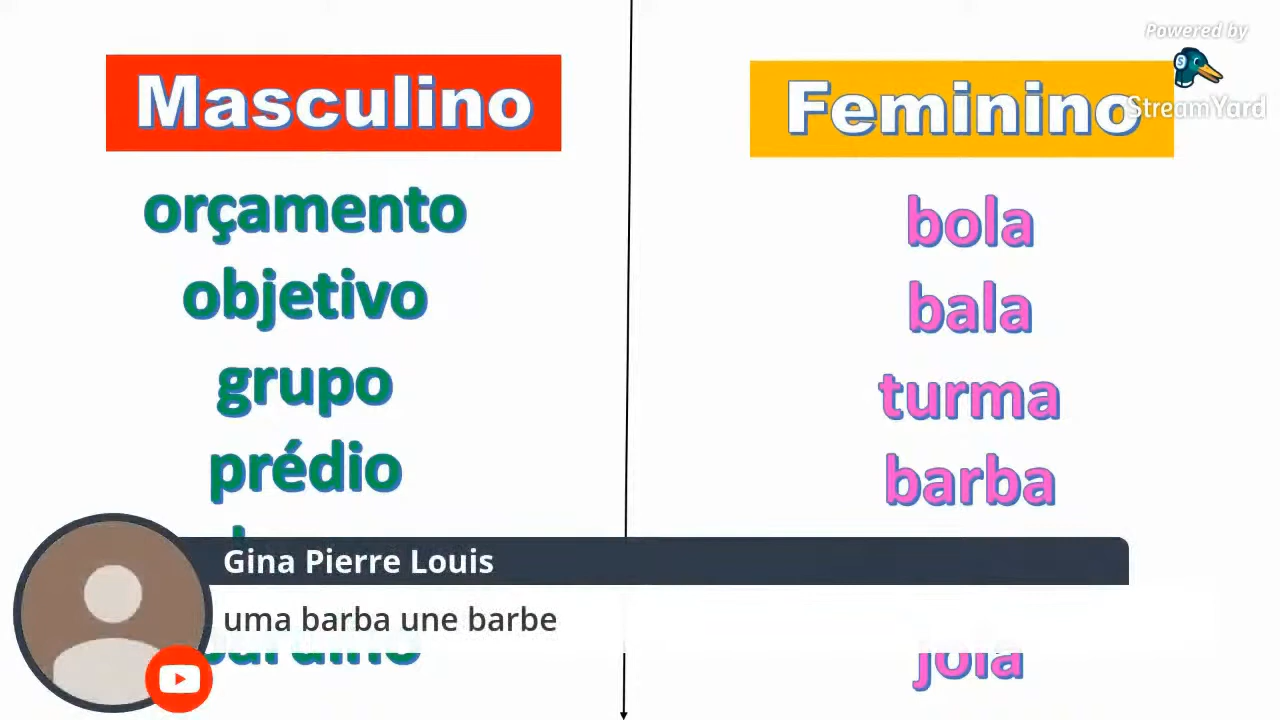 Powered by
StreamYard
Masculino
Feminino
orçamento
objetivo
grupo
prédio
bola
bala
turma
barba
Gina Pierre Louis
uma barba une barbe